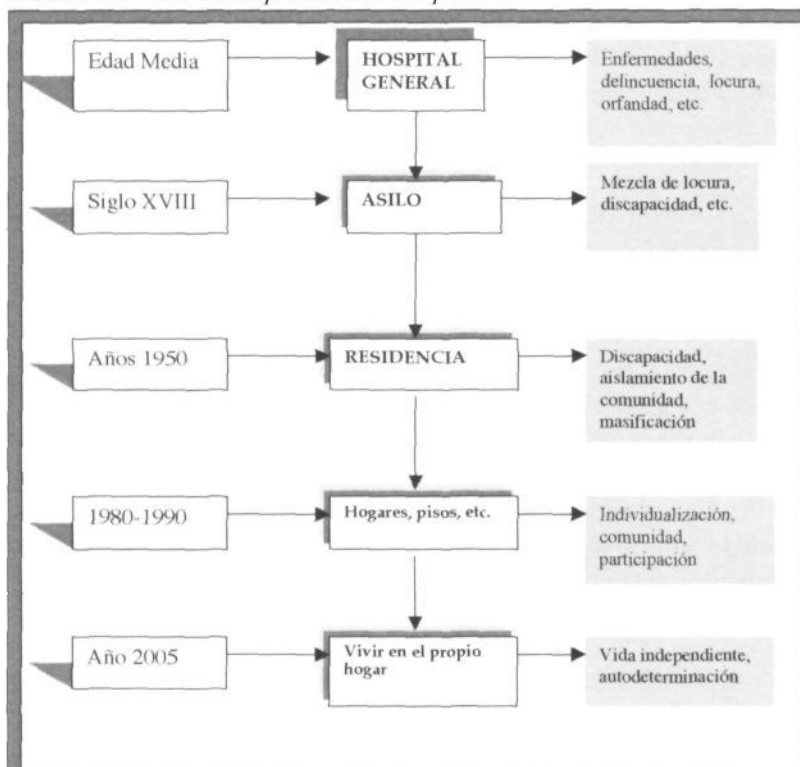 Edad Media
HOSPITAL
GENERAL
Enfermedades,
delincuencia, locura,
orfandad, etc.
Siglo XVIII
ASILO
Mezcla de locura,
discapacidad, etc.
Años 1950
RESIDENCIA
Discapacidad,
aislamiento de la
comunidad,
masificación
1980-1990
Hogares, pisos, etc.
Individualización,
comunidad,
participación
Año 2005
Vivir en el propio
hogar
Vida independiente,
autodeterminación